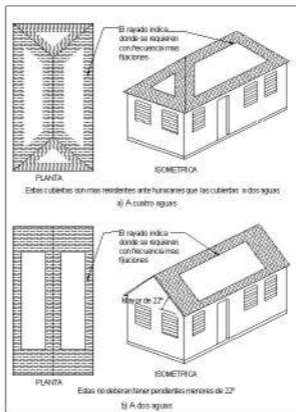 El rayado indica
donde se requieren
con frecuencia mas
fijaciones
PLANTA
ISOMETRICA
Estas cubiertas son mas resistentes ante huracanes que las cubiertas a dos aguas
a) A cuatro aguas
El rayado indica
donde se requieren
con frecuencia mas
fijaciones
Mayor de 22º
PLANTA
ISOMETRICA
Estas no deberan tener pendientes menores de 22º
b) A dos aguas